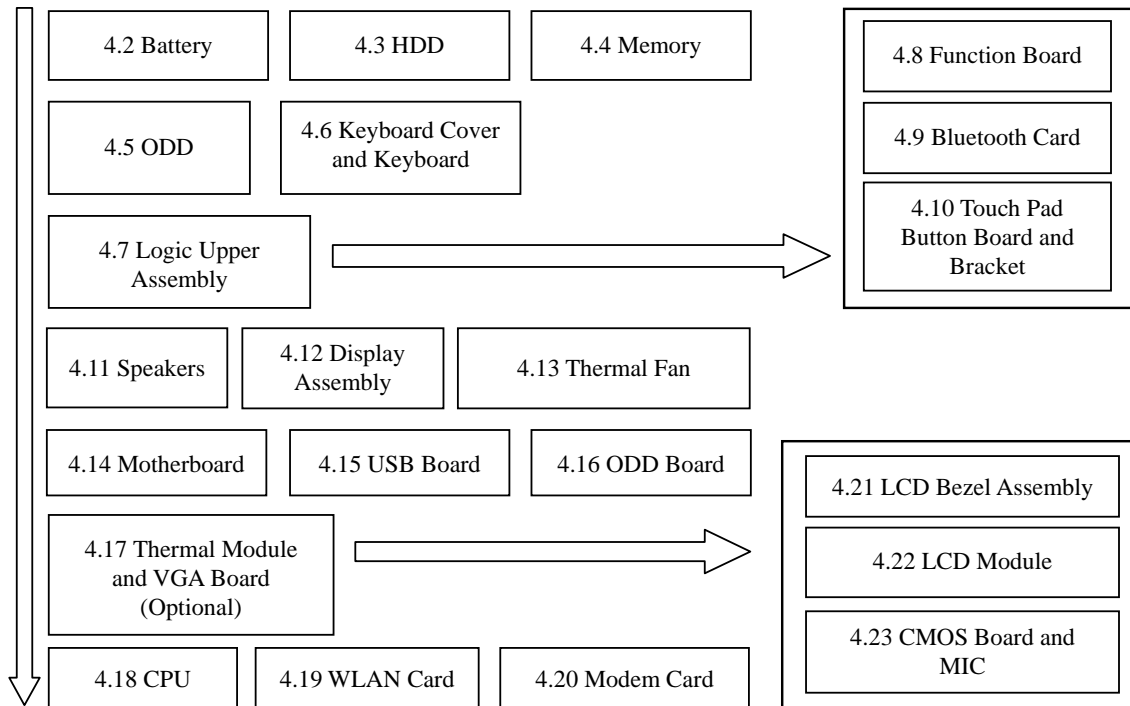 4.2 Battery
4.3 HDD
4.4 Memory
4.5 ODD
4.6 Keyboard Cover
and Keyboard
4.7 Logic Upper
Assembly
4.8 Function Board
4.9 Bluetooth Card
4.10 Touch Pad
Button Board and
Bracket
4.11 Speakers
4.12 Display
Assembly
4.13 Thermal Fan
4.14 Motherboard
4.15 USB Board
4.16 ODD Board
4.17 Thermal Module
and VGA Board
(Optional)
4.18 CPU
4.19 WLAN Card
4.20 Modem Card
4.21 LCD Bezel Assembly
4.22 LCD Module
4.23 CMOS Board and
MIC